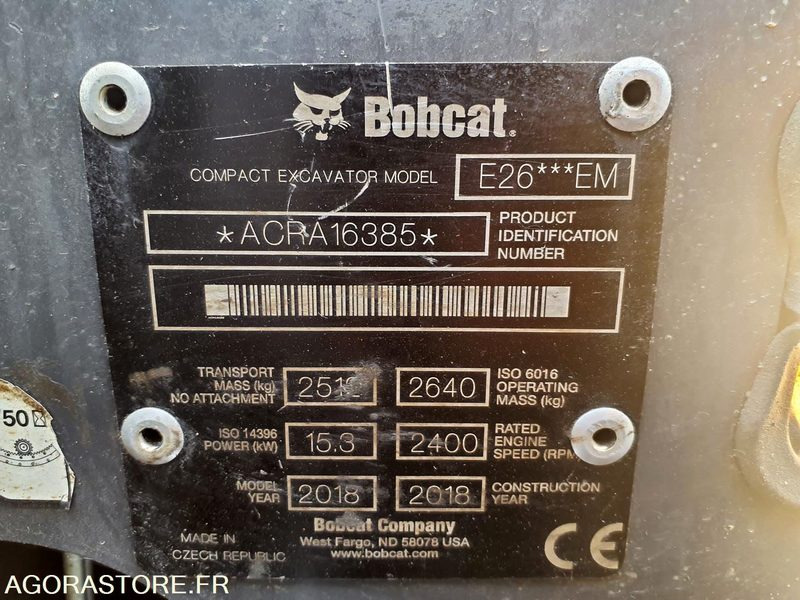 Bobcat®
COMPACT EXCAVATOR MODEL E26***EM
*ACRA16385* PRODUCT IDENTIFICATION NUMBER
TRANSPORT MASS (kg) NO ATTACHMENT 2640 ISO 6016 OPERATING MASS (kg)
ISO 14396 POWER (kW) 15.3 2400 RATED ENGINE SPEED (RPM)
MODEL YEAR 2018 2018 CONSTRUCTION YEAR
Bobcat Company
West Fargo, ND 58078 USA
www.bobcat.com
MADE IN
CZECH REPUBLIC
CE
50
AGORASTORE.FR